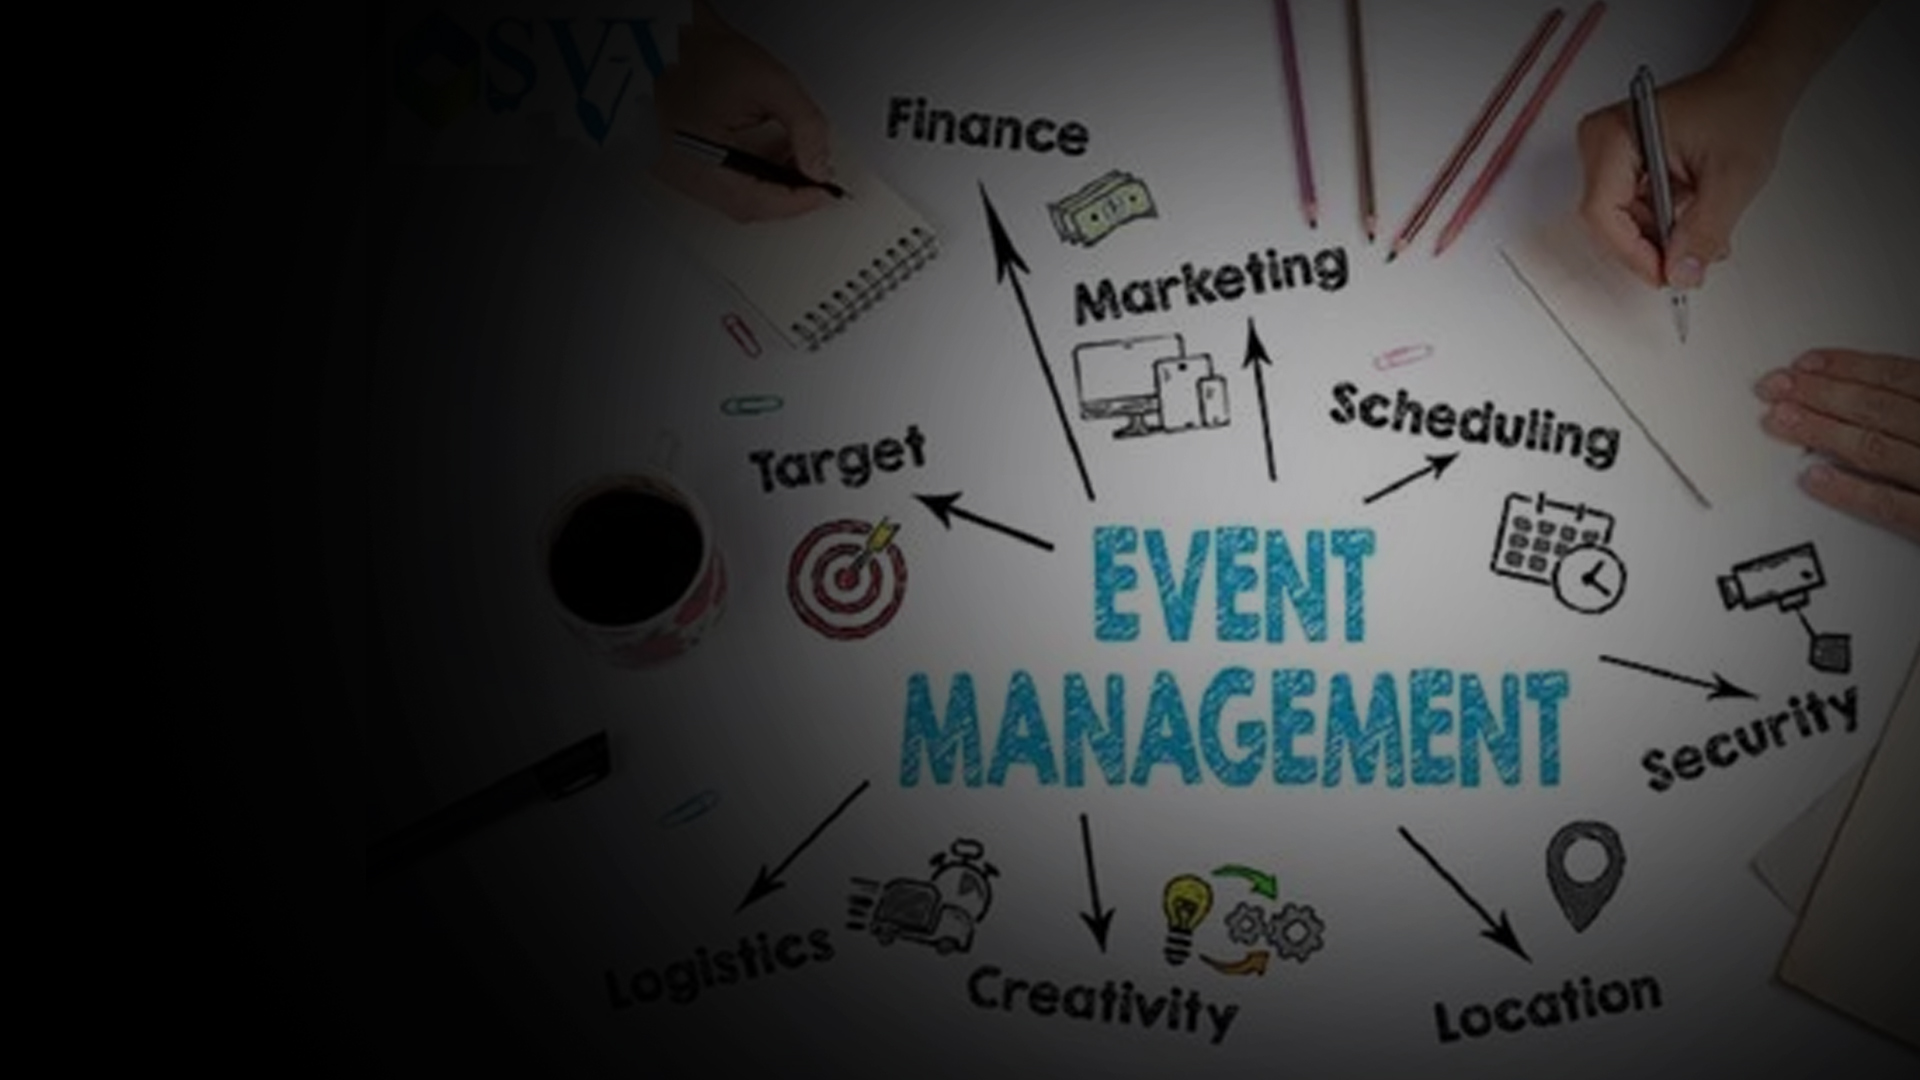 Finance
Marketing
Scheduling
Target
EVENT
MANAGEMENT
Security
Logistics
Creativity
Location